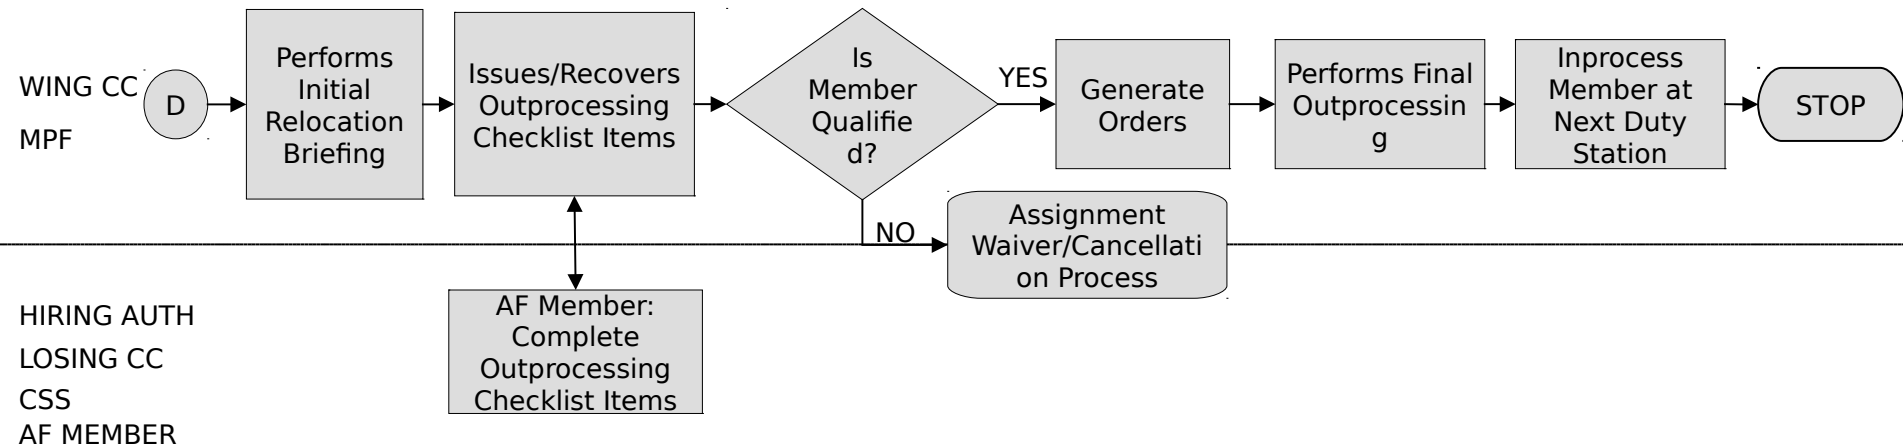 WING CC
MPF
D
Performs
Initial
Relocation
Briefing
Issues/Recovers
Outprocessing
Checklist Items
Is
Member
Qualifie
d?
YES
Generate
Orders
Performs Final
Outprocessin
g
Inprocess
Member at
Next Duty
Station
STOP
NO
Assignment
Waiver/Cancellati
on Process
AF Member:
Complete
Outprocessing
Checklist Items
HIRING AUTH
LOSING CC
CSS
AF MEMBER